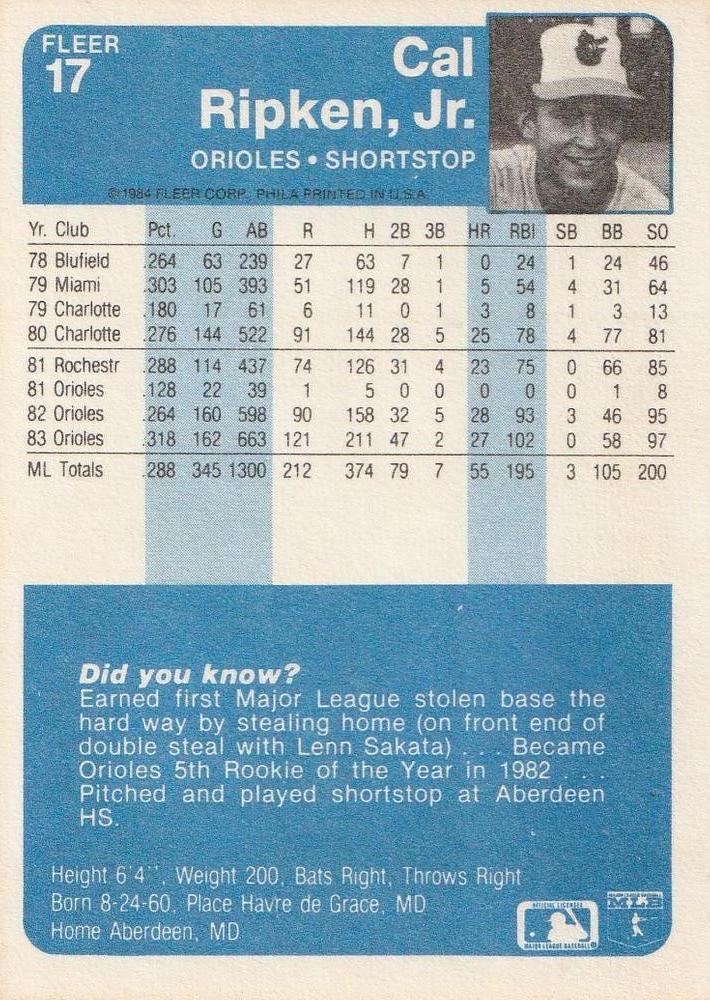 FLEER
17
Cal
Ripken, Jr.
ORIOLES • SHORTSTOP
© 1984 FLEER CORP. PHILA PRINTED IN U.S.A.
Yr. Club Pct. G AB R H 2B 3B HR RBI SB BB SO
78 Blufield .264 63 239 27 63 7 1 0 24 1 24 46
79 Miami .303 105 393 51 119 28 1 5 54 4 31 64
79 Charlotte .180 17 61 6 11 0 1 3 8 1 3 13
80 Charlotte .276 144 522 91 144 28 5 25 78 4 77 81
81 Rochestr .288 114 437 74 126 31 4 23 75 0 66 85
81 Orioles .128 22 39 1 5 0 0 0 0 0 1 8
82 Orioles .264 160 598 90 158 32 5 28 93 3 46 95
83 Orioles .318 162 663 121 211 47 2 27 102 0 58 97
ML Totals .288 345 1300 212 374 79 7 55 195 3 105 200
Did you know?
Earned first Major League stolen base the
hard way by stealing home (on front end of
double steal with Lenn Sakata) . . . Became
Orioles 5th Rookie of the Year in 1982 . . .
Pitched and played shortstop at Aberdeen
HS.
Height 6'4'', Weight 200, Bats Right, Throws Right
Born 8-24-60, Place Havre de Grace, MD
Home Aberdeen, MD
OFFICIAL LICENSEE
MAJOR LEAGUE BASEBALL
MLB